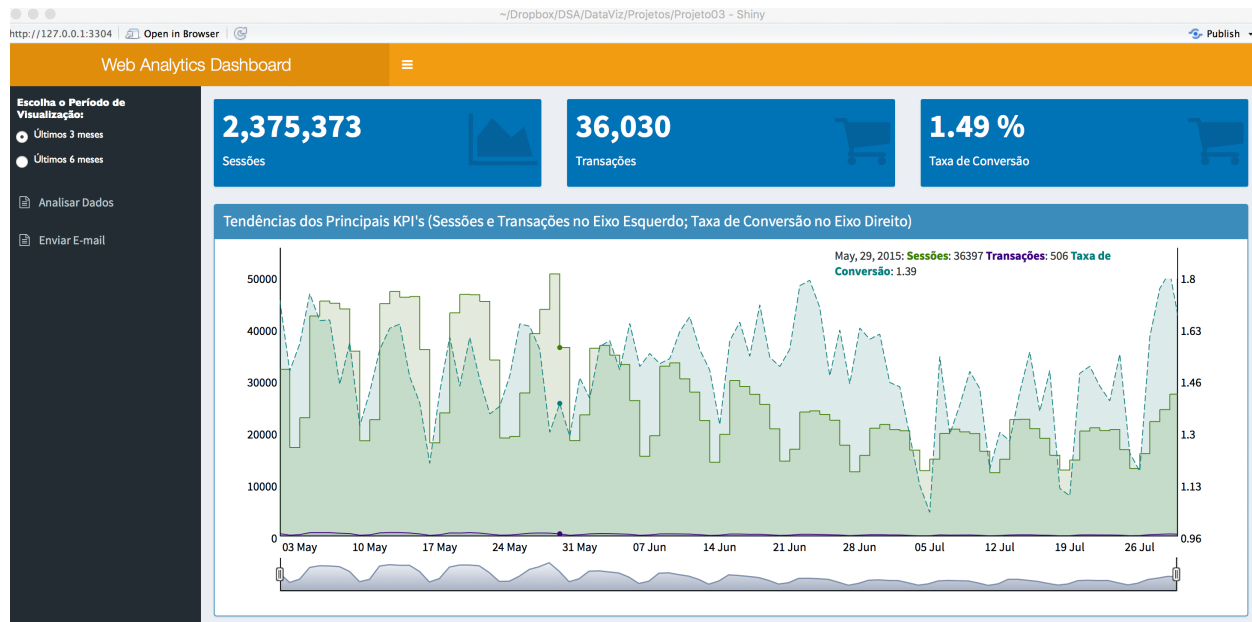 ~/Dropbox/DSA/DataViz/Projetos/Projeto03 - Shiny
http://127.0.0.1:3304 Open in Browser Publish
Web Analytics Dashboard
Escolha o Período de
Visualização:
Últimos 3 meses
Últimos 6 meses
Analisar Dados
Enviar E-mail
2,375,373
Sessões
36,030
Transações
1.49 %
Taxa de Conversão
Tendências dos Principais KPI's (Sessões e Transações no Eixo Esquerdo; Taxa de Conversão no Eixo Direito)
May, 29, 2015: Sessões: 36397 Transações: 506 Taxa de
Conversão: 1.39
50000
40000
30000
20000
10000
0
1.8
1.63
1.46
1.3
1.13
0.96
03 May 10 May 17 May 24 May 31 May 07 Jun 14 Jun 21 Jun 28 Jun 05 Jul 12 Jul 19 Jul 26 Jul